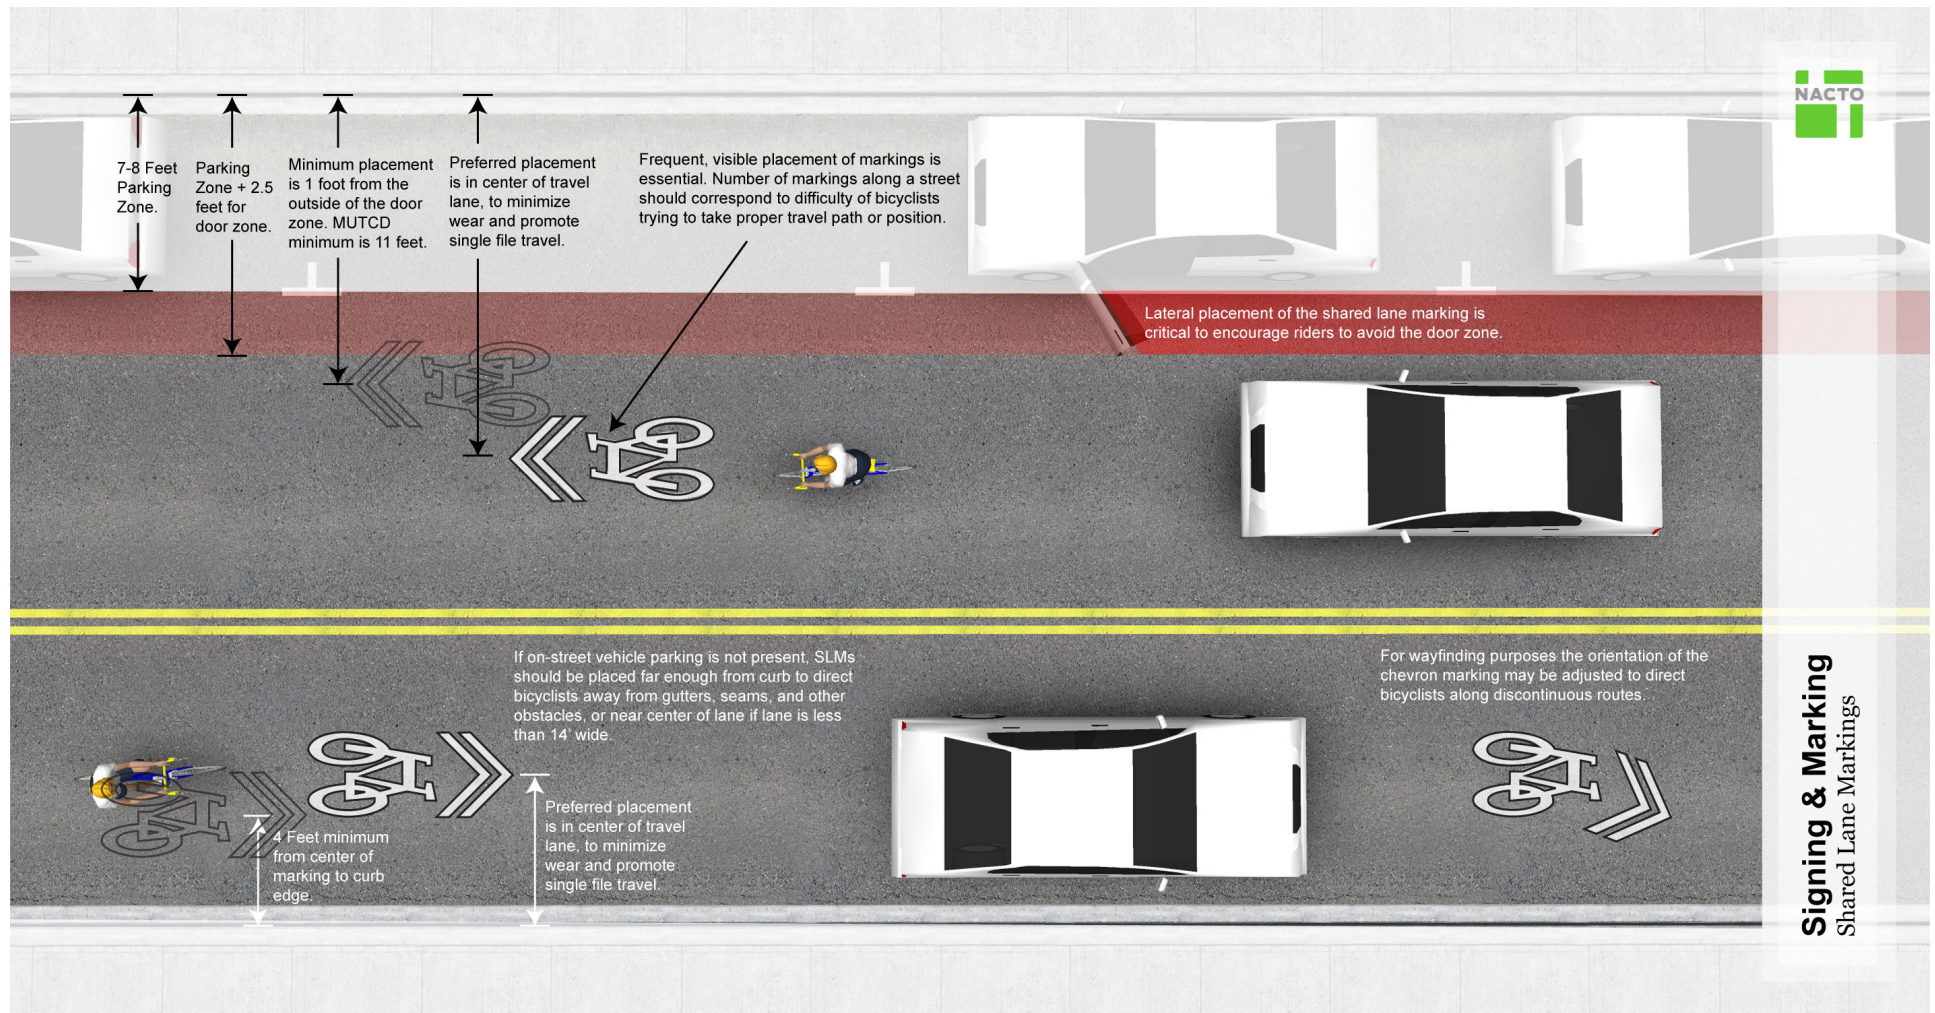 NACTO
7-8 Feet
Parking
Zone.
Parking
Zone + 2.5
feet for
door zone.
Minimum placement
is 1 foot from the
outside of the door
zone. MUTCD
minimum is 11 feet.
Preferred placement
is in center of travel
lane, to minimize
wear and promote
single file travel.
Frequent, visible placement of markings is
essential. Number of markings along a street
should correspond to difficulty of bicyclists
trying to take proper travel path or position.
Lateral placement of the shared lane marking is
critical to encourage riders to avoid the door zone.
If on-street vehicle parking is not present, SLMs
should be placed far enough from curb to direct
bicyclists away from gutters, seams, and other
obstacles, or near center of lane if lane is less
than 14' wide.
For wayfinding purposes the orientation of the
chevron marking may be adjusted to direct
bicyclists along discontinuous routes.
4 Feet minimum
from center of
marking to curb
edge.
Preferred placement
is in center of travel
lane, to minimize
wear and promote
single file travel.
Signing & Marking
Shared Lane Markings